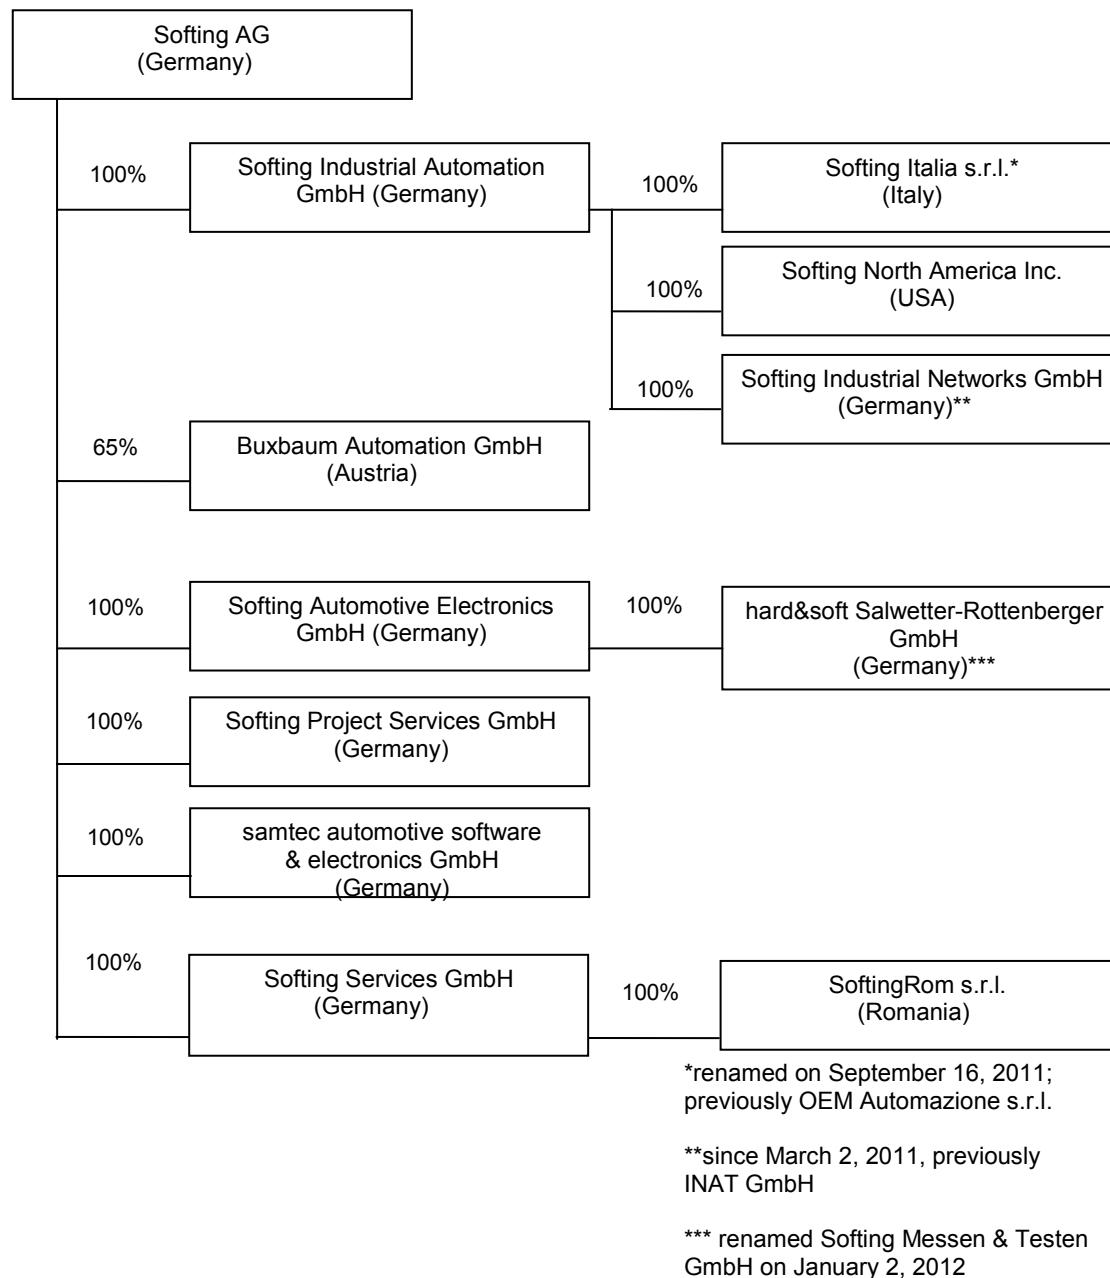 Softing AG
(Germany)
100%
Softing Industrial Automation
GmbH (Germany)
100%
Softing Italia s.r.l.*
(Italy)
100%
Softing North America Inc.
(USA)
100%
Softing Industrial Networks GmbH
(Germany)**
65%
Buxbaum Automation GmbH
(Austria)
100%
Softing Automotive Electronics
GmbH (Germany)
100%
hard&soft Salwetter-Rottenberger
GmbH
(Germany)***
100%
Softing Project Services GmbH
(Germany)
100%
samtec automotive software
& electronics GmbH
(Germany)
100%
Softing Services GmbH
(Germany)
100%
SoftingRom s.r.l.
(Romania)
*renamed on September 16, 2011;
previously OEM Automazione s.r.l.
**since March 2, 2011, previously
INAT GmbH
*** renamed Softing Messen & Testen
GmbH on January 2, 2012